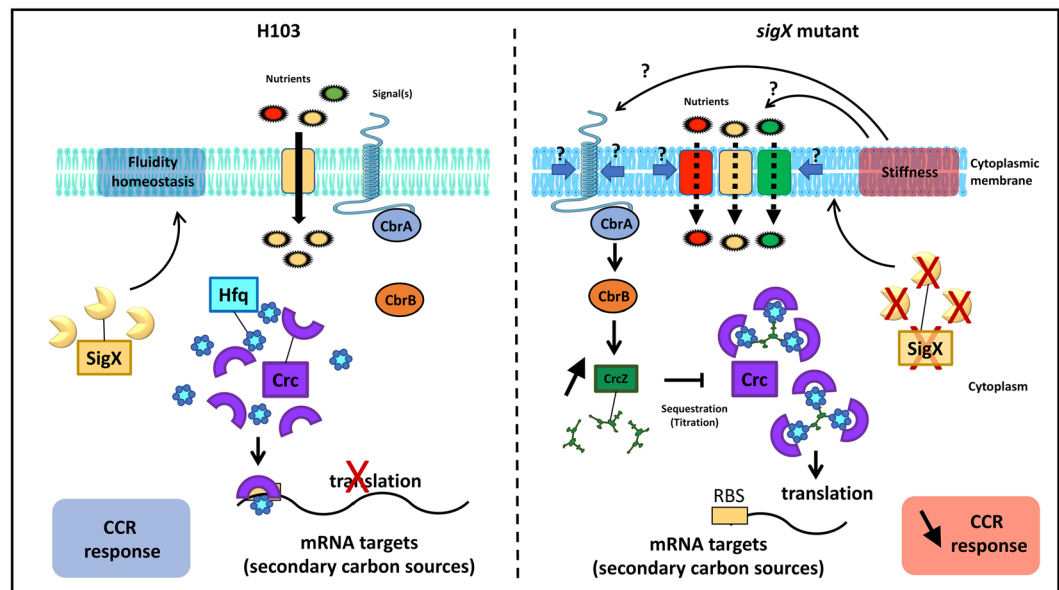 H103
Nutrients
Signal(s)
Fluidity
homeostasis
CbrA
CbrB
Hfq
SigX
Crc
translation
X
mRNA targets
(secondary carbon sources)
CCR
response
sigX mutant
?
?
Nutrients
?
?
?
?
Stiffness
Cytoplasmic
membrane
CbrA
CbrB
CrcZ
Sequestration
(Titration)
Crc
X
X
X
X
SigX
Cytoplasm
RBS
translation
mRNA targets
(secondary carbon sources)
CCR
response